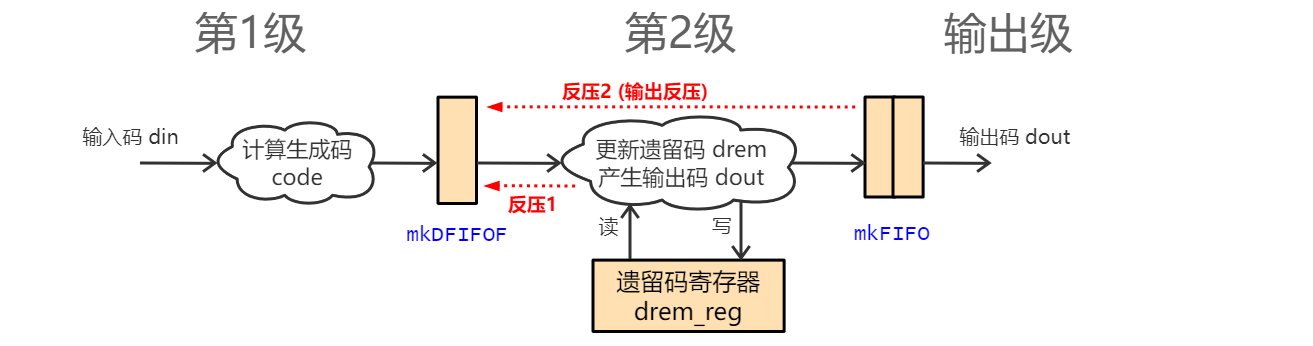 第1级
第2级
输出级
反压2 (输出反压)
输入码 din
计算生成码
code
更新遗留码 drem
产生输出码 dout
输出码 dout
反压1
mkDFIFOF
读
写
mkFIFO
遗留码寄存器
drem_reg